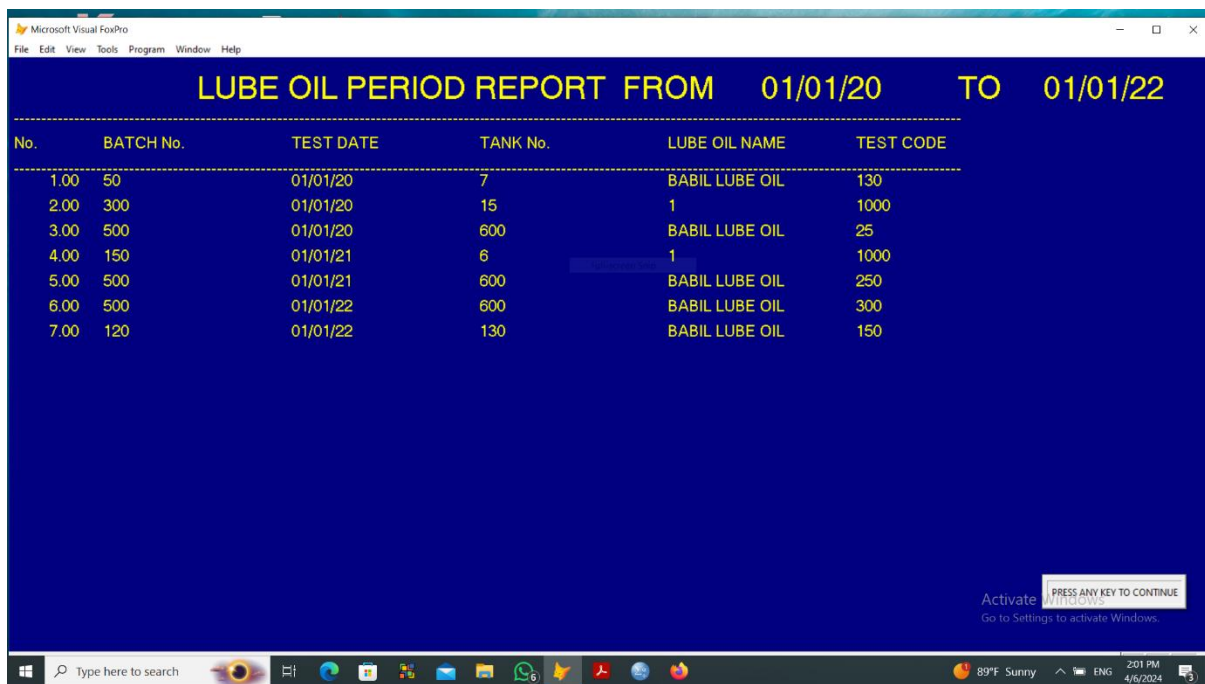 Microsoft Visual FoxPro
File Edit View Tools Program Window Help
LUBE OIL PERIOD REPORT FROM 01/01/20 TO 01/01/22
No. BATCH No. TEST DATE TANK No. LUBE OIL NAME TEST CODE
1.00 50 01/01/20 7 BABIL LUBE OIL 130
2.00 300 01/01/20 15 1 1000
3.00 500 01/01/20 600 BABIL LUBE OIL 25
4.00 150 01/01/21 6 1 1000
5.00 500 01/01/21 600 BABIL LUBE OIL 250
6.00 500 01/01/22 600 BABIL LUBE OIL 300
7.00 120 01/01/22 130 BABIL LUBE OIL 150
PRESS ANY KEY TO CONTINUE
Activate Windows
Go to Settings to activate Windows.
Type here to search 6 89°F Sunny ENG 2:01 PM
4/6/2024 3